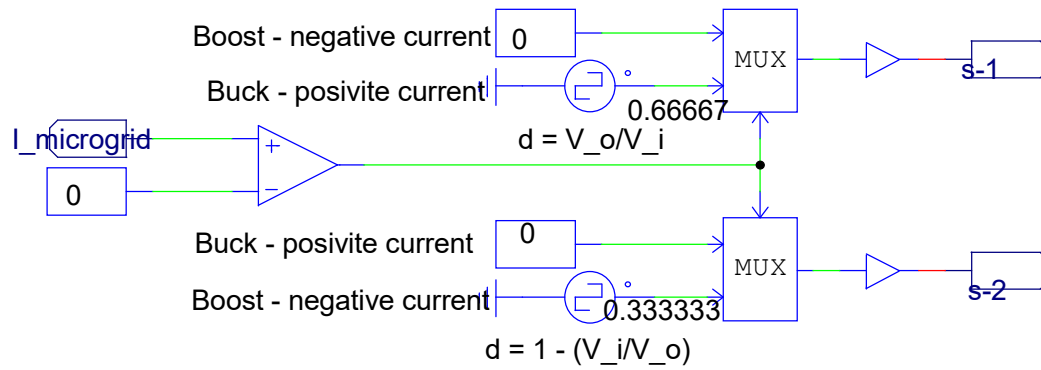 Boost - negative current
0
MUX
s-1
Buck - posivite current
0.66667
d = V_o/V_i
I_microgrid
+
0
−
Buck - posivite current
0
MUX
s-2
Boost - negative current
0.333333
d = 1 - (V_i/V_o)